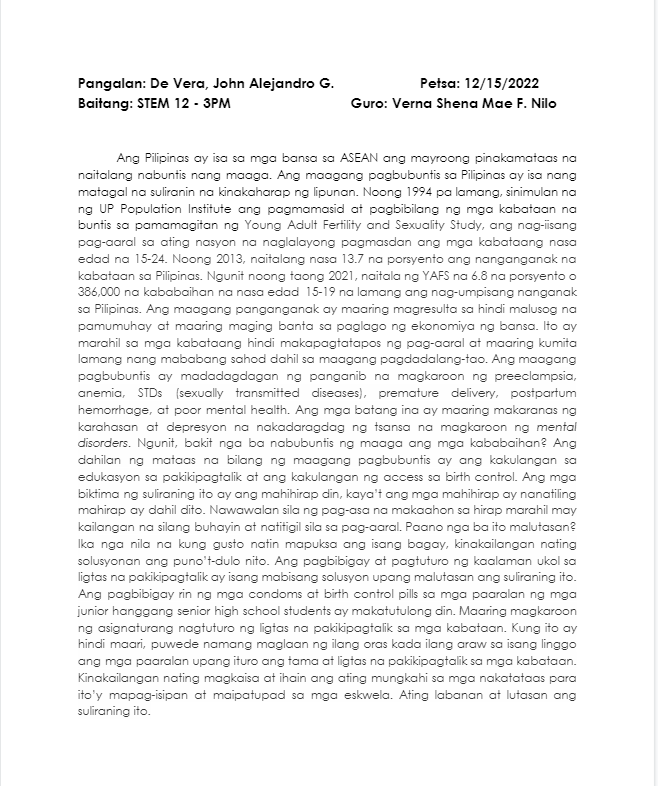 Pangalan: De Vera, John Alejandro G. Petsa: 12/15/2022
Baitang: STEM 12 - 3PM Guro: Verna Shena Mae F. Nilo
Ang Pilipinas ay isa sa mga bansa sa ASEAN ang mayroong pinakamataas na
naitalang nabuntis nang maaga. Ang maagang pagbubuntis sa Pilipinas ay isa nang
matagal na suliranin na kinakaharap ng lipunan. Noong 1994 pa lamang, sinimulan na
ng UP Population Institute ang pagmamasid at pagbibilang ng mga kabataan na
buntis sa pamamagitan ng Young Adult Fertility and Sexuality Study, ang nag-iisang
pag-aaral sa ating nasyon na naglalayong pagmasdan ang mga kabataang nasa
edad na 15-24. Noong 2013, naitalang nasa 13.7 na porsyento ang nanganganak na
kabataan sa Pilipinas. Ngunit noong taong 2021, naitala ng YAFS na 6.8 na porsyento o
386,000 na kababaihan na nasa edad 15-19 na lamang ang nag-umpisang nanganak
sa Pilipinas. Ang maagang panganganak ay maaring magresulta sa hindi malusog na
pamumuhay at maaring maging banta sa paglago ng ekonomiya ng bansa. Ito ay
marahil sa mga kabataang hindi makapagtatapos ng pag-aaral at maaring kumita
lamang nang mababang sahod dahil sa maagang pagdadalang-tao. Ang maagang
pagbubuntis ay madadagdagan ng panganib na magkaroon ng preeclampsia,
anemia, STDs (sexually transmitted diseases), premature delivery, postpartum
hemorrhage, at poor mental health. Ang mga batang ina ay maaring makaranas ng
karahasan at depresyon na nakadaragdag ng tsansa na magkaroon ng mental
disorders. Ngunit, bakit nga ba nabubuntis ng maaga ang mga kababaihan? Ang
dahilan ng mataas na bilang ng maagang pagbubuntis ay ang kakulangan sa
edukasyon sa pakikipagtalik at ang kakulangan ng access sa birth control. Ang mga
biktima ng suliraning ito ay ang mahihirap din, kaya't ang mga mahihirap ay nanatiling
mahirap ay dahil dito. Nawawalan sila ng pag-asa na makaahon sa hirap marahil may
kailangan na silang buhayin at natitigil sila sa pag-aaral. Paano nga ba ito malutasan?
Ika nga nila na kung gusto natin mapuksa ang isang bagay, kinakailangan nating
solusyonan ang puno't-dulo nito. Ang pagbibigay at pagtuturo ng kaalaman ukol sa
ligtas na pakikipagtalik ay isang mabisang solusyon upang malutasan ang suliraning ito.
Ang pagbibigay rin ng mga condoms at birth control pills sa mga paaralan ng mga
junior hanggang senior high school students ay makatutulong din. Maaring magkaroon
ng asignaturang nagtuturo ng ligtas na pakikipagtalik sa mga kabataan. Kung ito ay
hindi maari, puwede namang maglaan ng ilang oras kada ilang araw sa isang linggo
ang mga paaralan upang ituro ang tama at ligtas na pakikipagtalik sa mga kabataan.
Kinakailangan nating magkaisa at ihain ang ating mungkahi sa mga nakatataas para
ito'y mapag-isipan at maipatupad sa mga eskwela. Ating labanan at lutasan ang
suliraning ito.